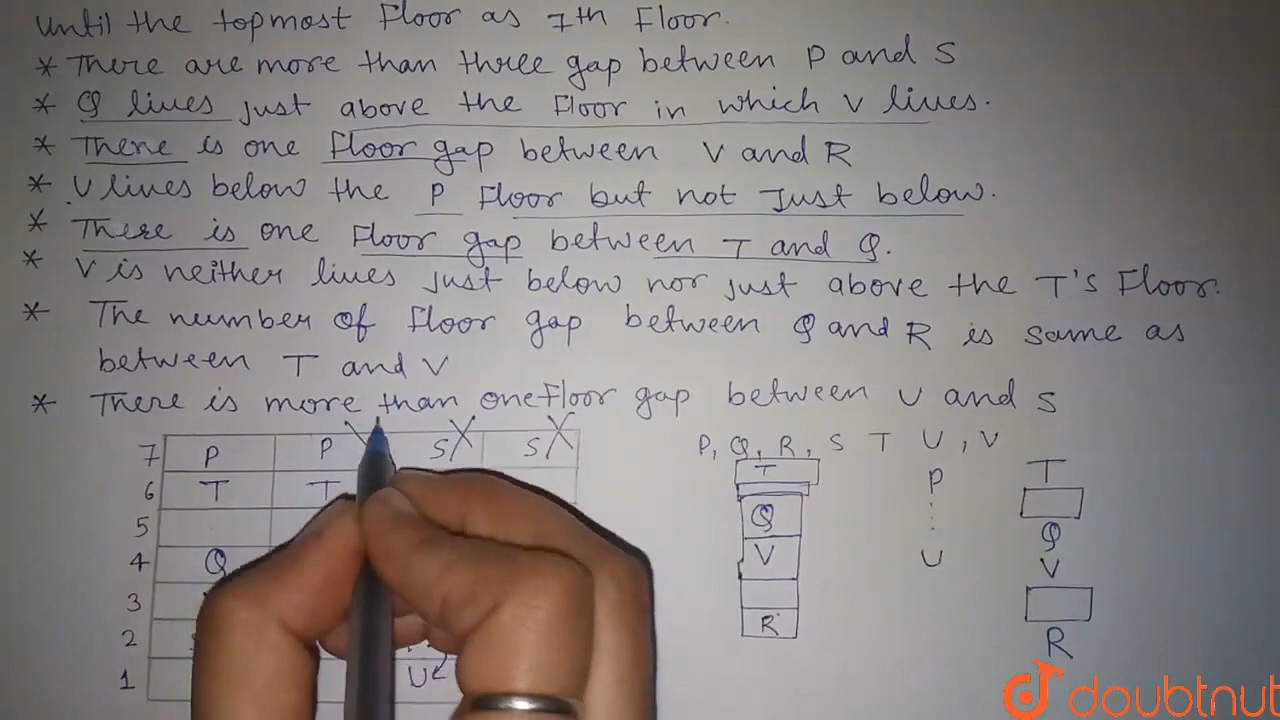 until the topmost Floor as 7th Floor.
* There are more than three gap between P and S
* Q lives just above the Floor in which V lives.
* There is one Floor gap between V and R
* U lives below the P Floor but not Just below.
* There is one Floor gap between T and Q.
* V is neither lives just below nor just above the T's Floor.
* The number of Floor gap between Q and R is same as
between T and V
* There is more than one Floor gap between U and S
7 P P S S
6 T T
5
4 Q
3
2
1 U
P, Q, R, S T U, V
T
Q
V
R
P
U
T
Q
V
R
doubtnut